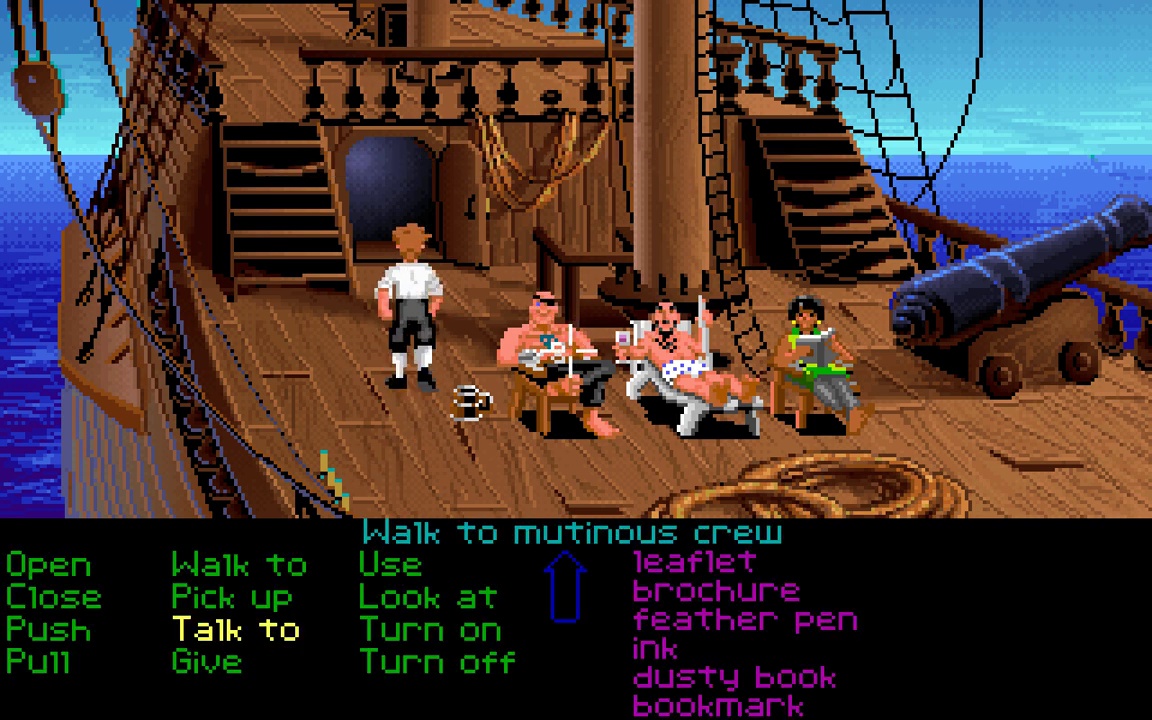 Walk to mutinous crew
Open Walk to Use leaflet
Close Pick up Look at brochure
Push Talk to Turn on feather pen
Pull Give Turn off ink
dusty book
bookmark